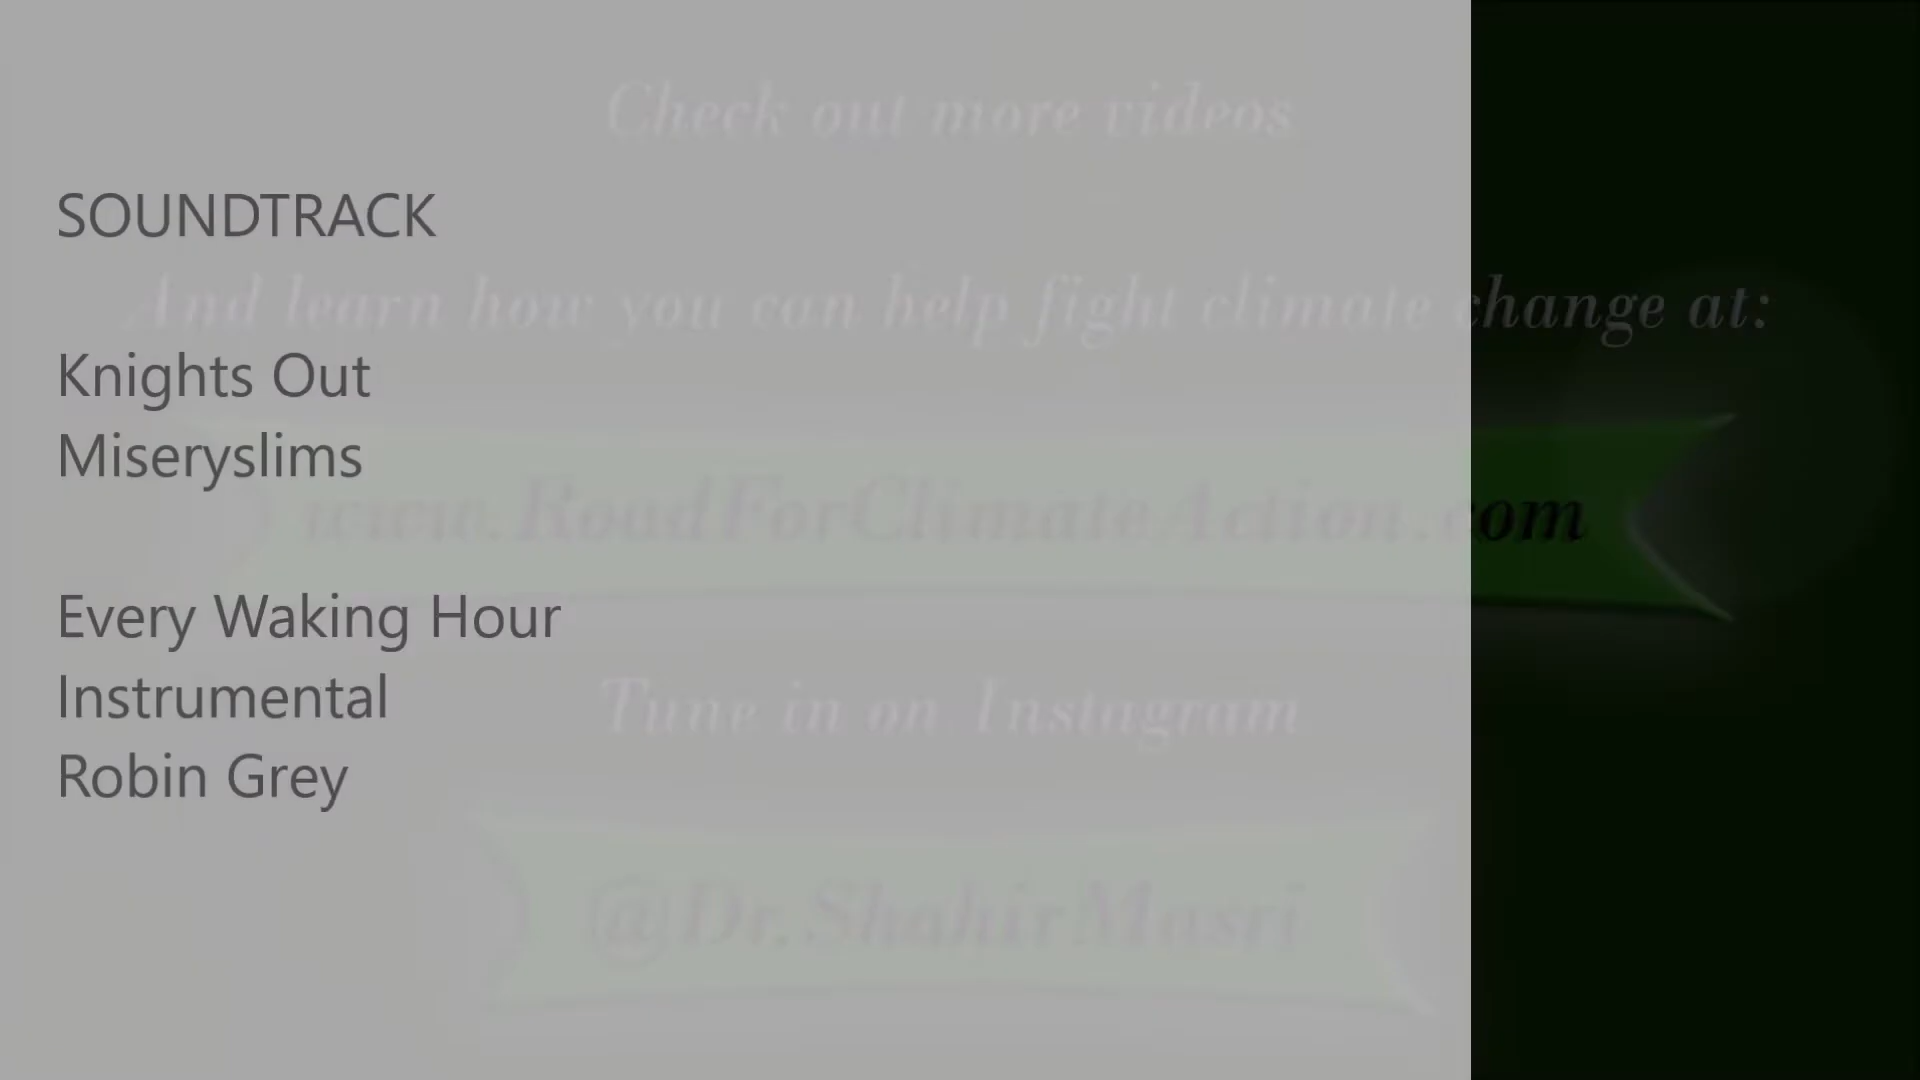 Check out more videos
SOUNDTRACK
And learn how you can help fight climate change at:
Knights Out
Miseryslims
www.RoadForClimateAction.com
Every Waking Hour
Instrumental
Tune in on Instagram
Robin Grey
@Dr.ShahirMasri